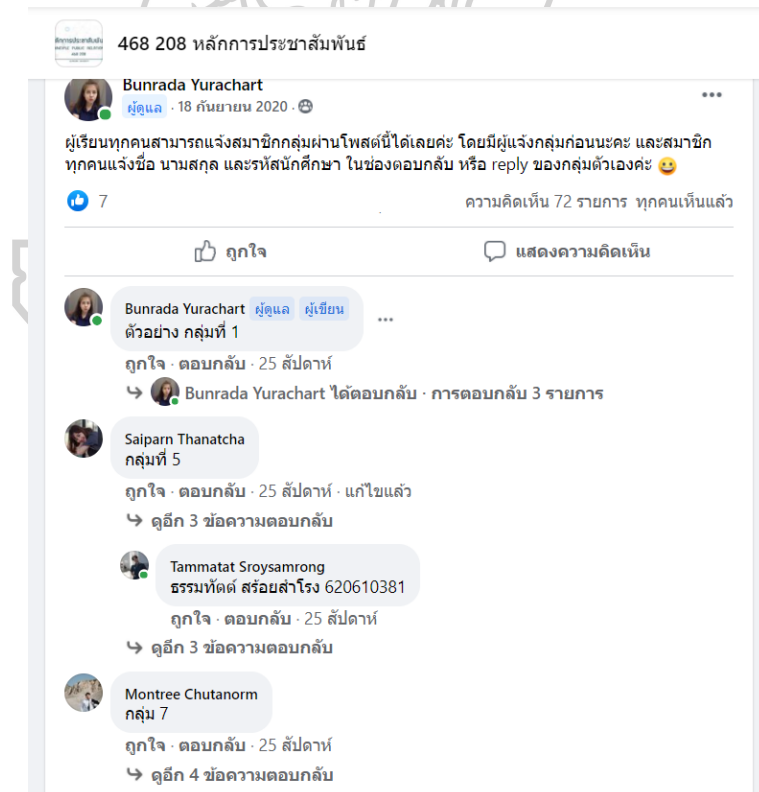 468 208 หลักการประชาสัมพันธ์
Bunrada Yurachart
ผู้ดูแล · 18 กันยายน 2020 ·
ผู้เรียนทุกคนสามารถแจ้งสมาชิกกลุ่มผ่านโพสต์นี้ได้เลยค่ะ โดยมีผู้แจ้งกลุ่มก่อนนะคะ และสมาชิก
ทุกคนแจ้งชื่อ นามสกุล และรหัสนักศึกษา ในช่องตอบกลับ หรือ reply ของกลุ่มตัวเองค่ะ 😀
7 ความคิดเห็น 72 รายการ ทุกคนเห็นแล้ว
ถูกใจ แสดงความคิดเห็น
Bunrada Yurachart ผู้ดูแล ผู้เขียน
ตัวอย่าง กลุ่มที่ 1
ถูกใจ · ตอบกลับ · 25 สัปดาห์
Bunrada Yurachart ได้ตอบกลับ · การตอบกลับ 3 รายการ
Saiparn Thanatcha
กลุ่มที่ 5
ถูกใจ · ตอบกลับ · 25 สัปดาห์ · แก้ไขแล้ว
ดูอีก 3 ข้อความตอบกลับ
Tammatat Sroysamrong
ธรรมทัตต์ สร้อยสำโรง 620610381
ถูกใจ · ตอบกลับ · 25 สัปดาห์
ดูอีก 3 ข้อความตอบกลับ
Montree Chutanorm
กลุ่ม 7
ถูกใจ · ตอบกลับ · 25 สัปดาห์
ดูอีก 4 ข้อความตอบกลับ